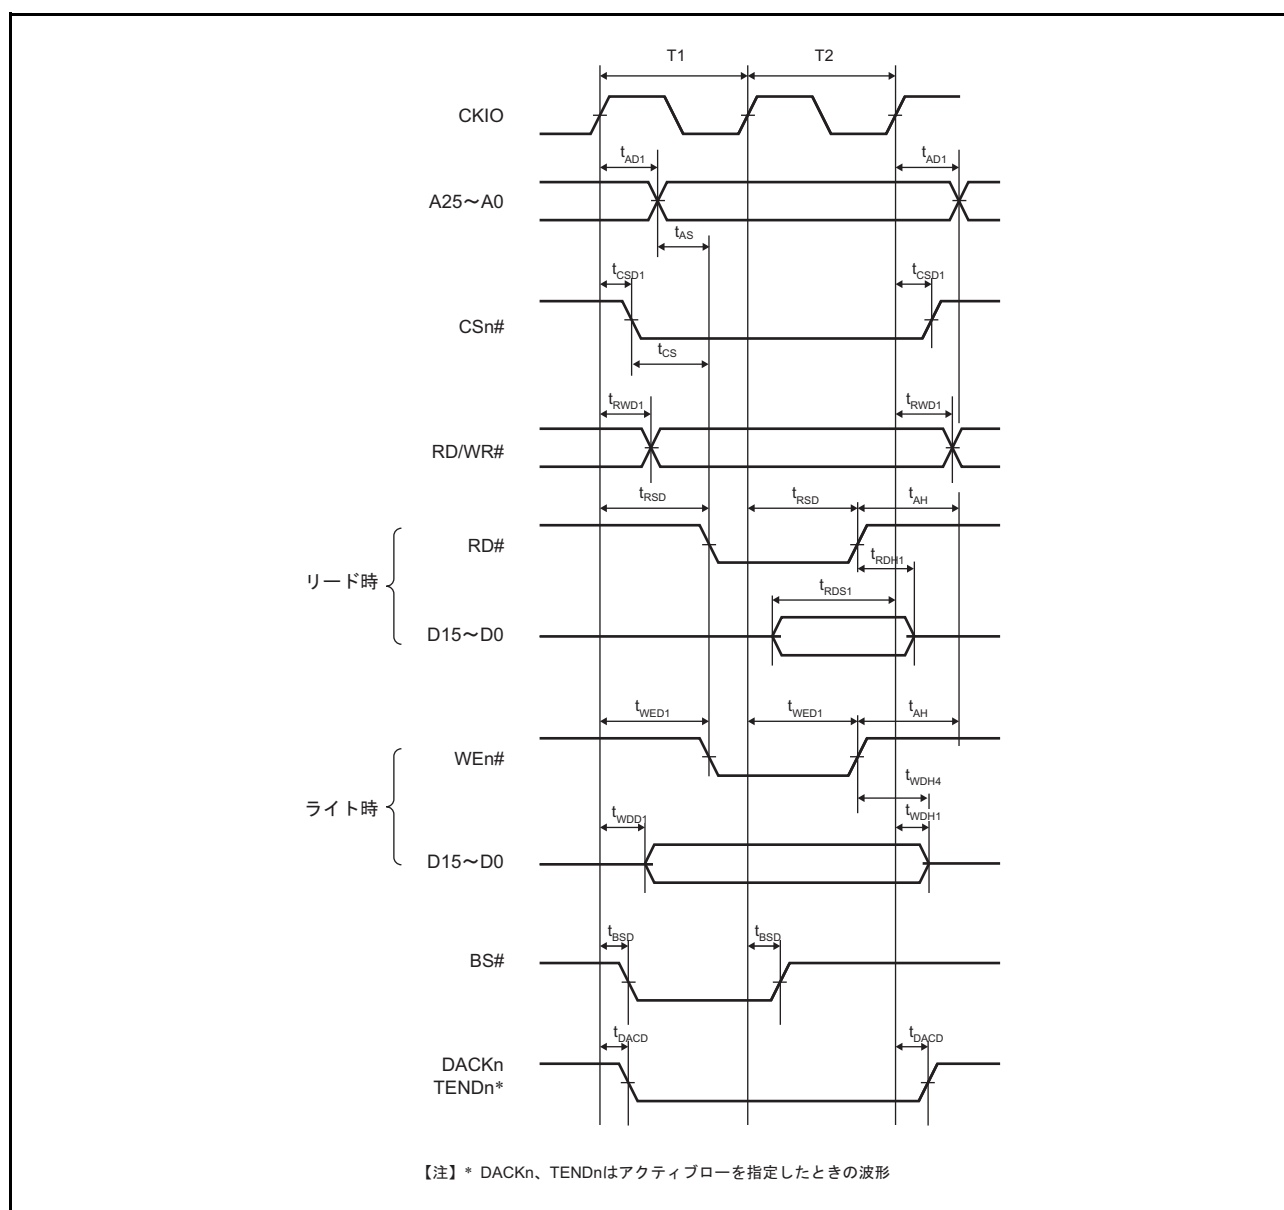 T1 T2
CKIO
tAD1 tAD1
A25～A0
tAS
tCSD1 tCSD1
CSn#
tCS
tRWD1 tRWD1
RD/WR#
tRSD tRSD tAH
RD#
tRDH1
リード時
tRDS1
D15～D0
tWED1 tWED1 tAH
WEn#
tWDH4
ライト時
tWDD1 tWDH1
D15～D0
tBSD tBSD
BS#
tDACD tDACD
DACKn
TENDn*
【注】* DACKn、TENDnはアクティブローを指定したときの波形